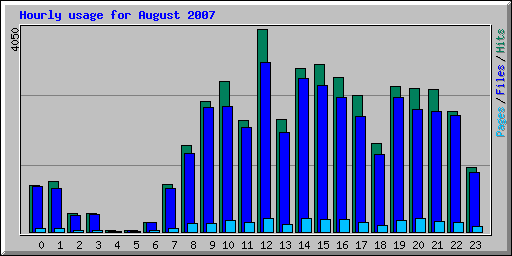 Hourly usage for August 2007
4050
Pages / Files / Hits
0 1 2 3 4 5 6 7 8 9 10 11 12 13 14 15 16 17 18 19 20 21 22 23